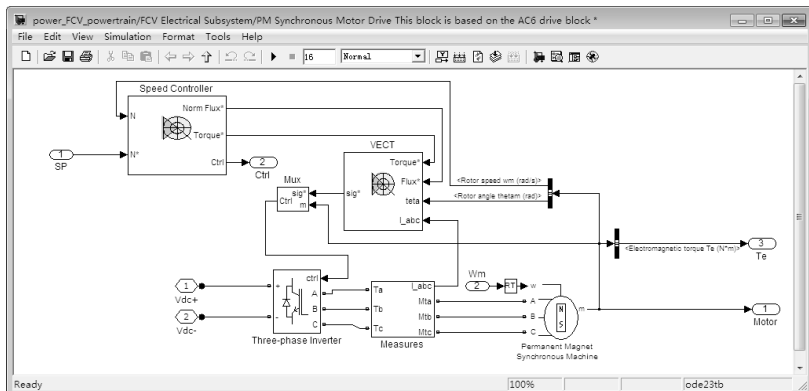 power_FCV_powertrain/FCV Electrical Subsystem/PM Synchronous Motor Drive This block is based on the AC6 drive block *
File Edit View Simulation Format Tools Help
16 Normal
Speed Controller
N
Norm Flux*
Torque*
N*
Ctrl
1
SP
2
Ctrl
VECT
Torque*
Flux*
teta
I_abc
sig*
Mux
sig*
Ctrl
m
<Rotor speed wm (rad/s)>
<Rotor angle thetam (rad)>
<Electromagnetic torque Te (N*m)>
3
Te
1
Vdc+
2
Vdc-
+
-
ctrl
A
B
C
Three-phase Inverter
Ta
Tb
Tc
I_abc
Mta
Mtb
Mtc
Measures
Wm
2
RT
w
A
B
C
N
S
m
Permanent Magnet
Synchronous Machine
1
Motor
Ready 100% ode23tb